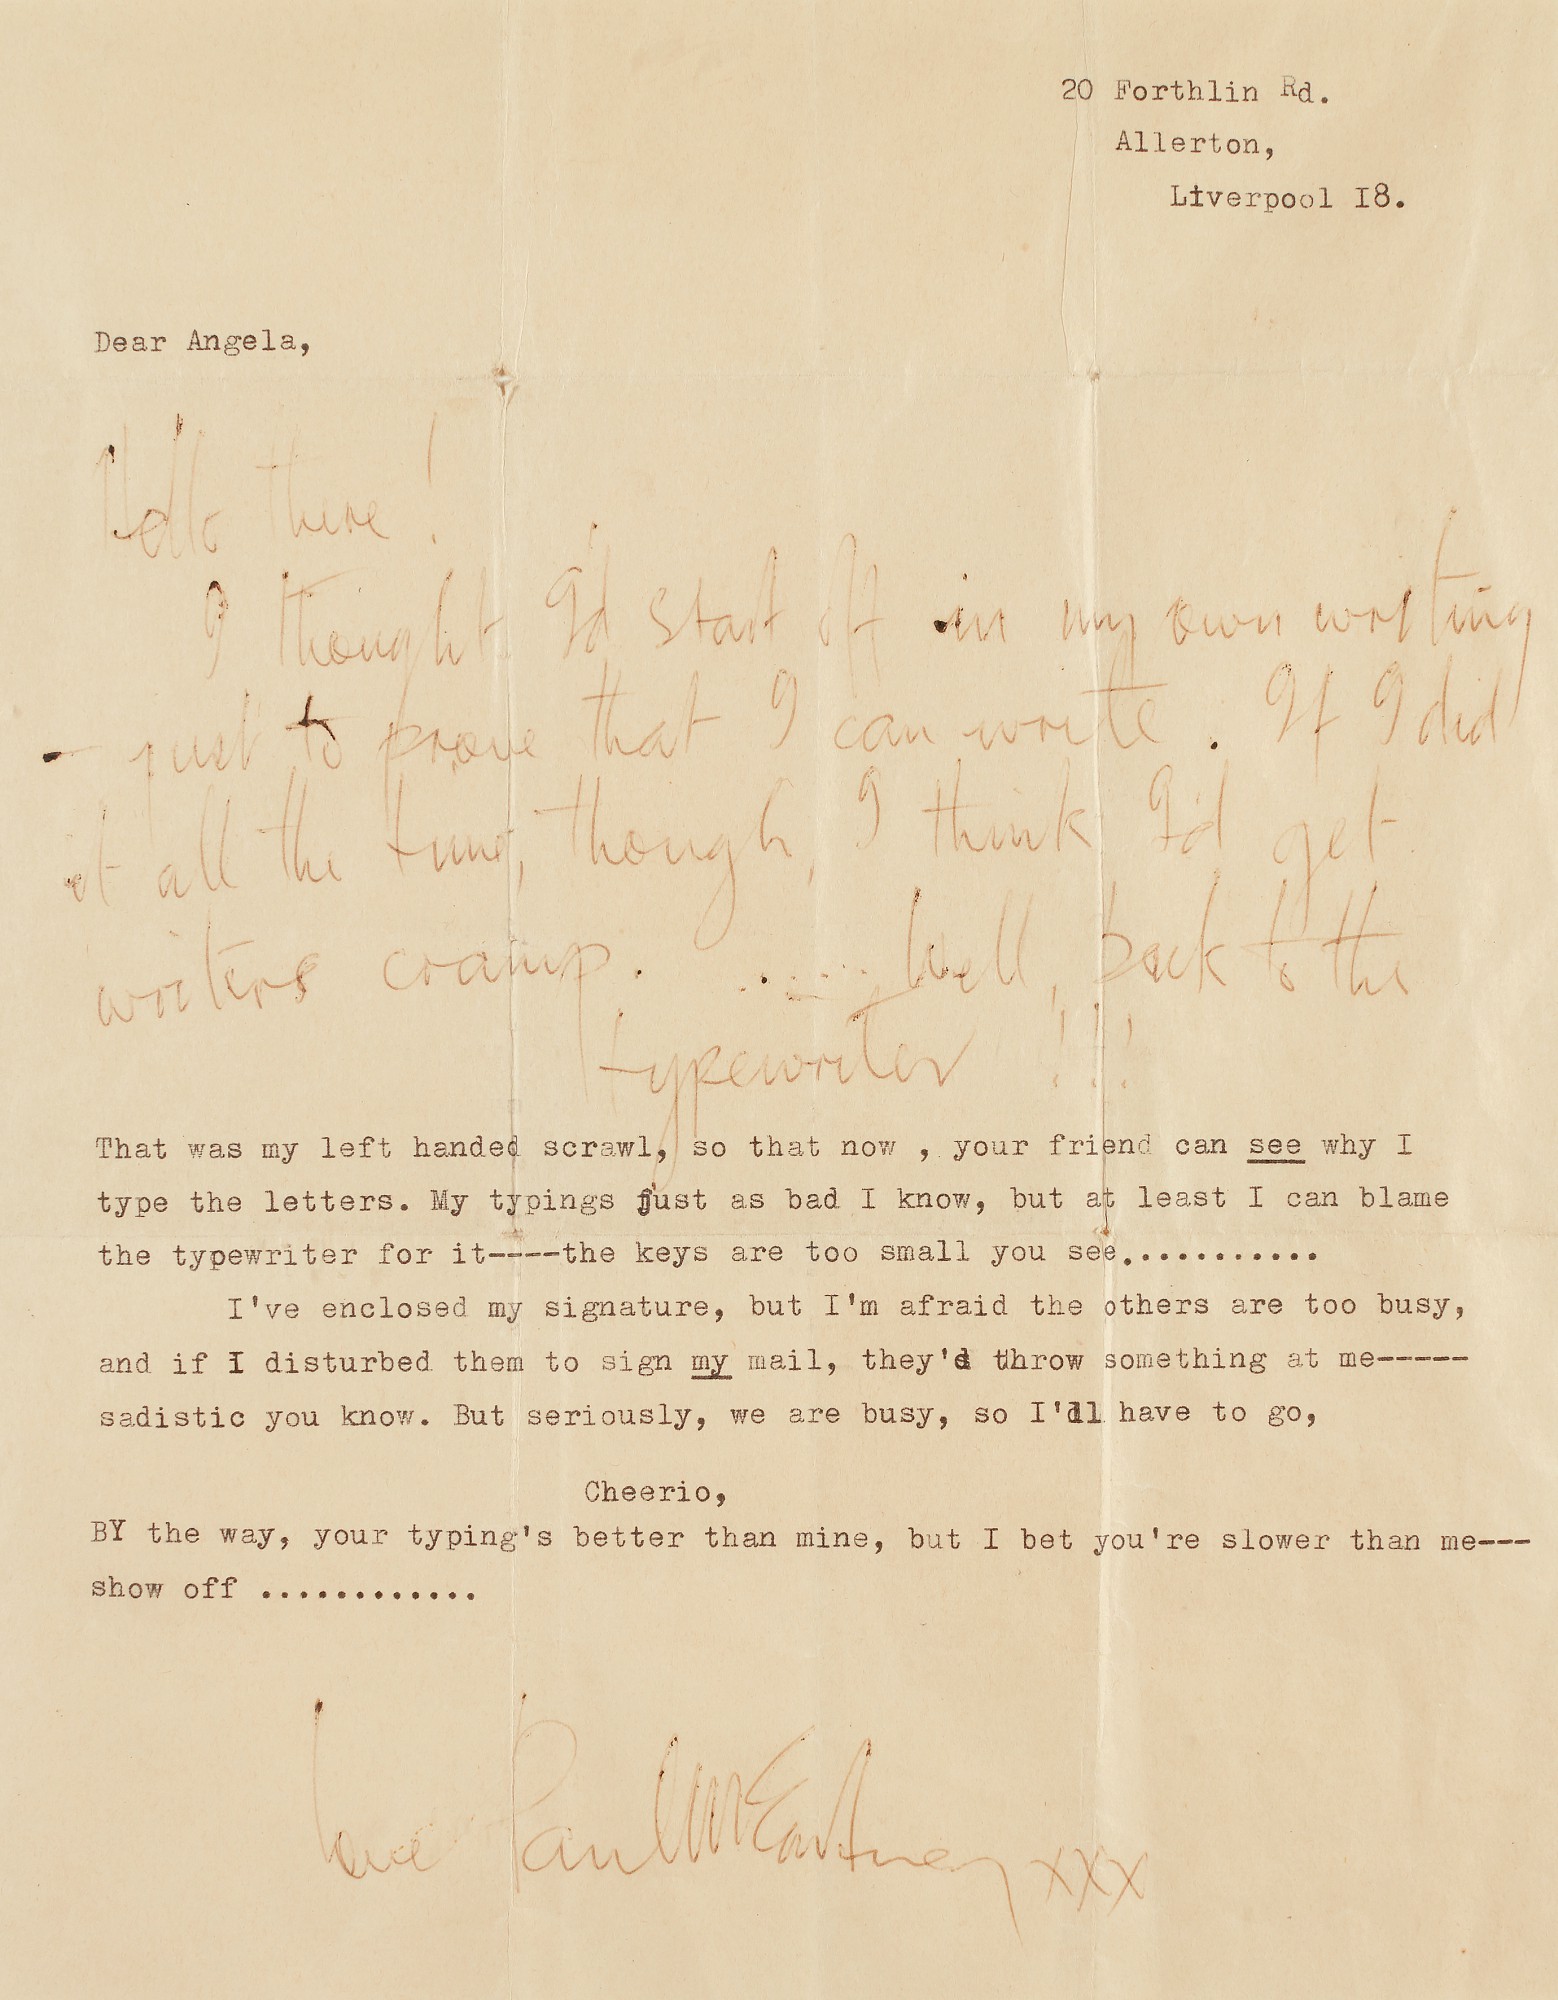 20 Forthlin Rd.
Allerton,
Liverpool I8.
Dear Angela,
Hello there!
I thought I'd start off in my own writing
- just to prove that I can write. If I did
it all the time, though, I think I'd get
writers cramp. ...... Well, back to the
typewriter !!!
That was my left handed scrawl, so that now , your friend can see why I
type the letters. My typings just as bad I know, but at least I can blame
the typewriter for it----the keys are too small you see...........
I've enclosed my signature, but I'm afraid the others are too busy,
and if I disturbed them to sign my mail, they'd throw something at me-----
sadistic you know. But seriously, we are busy, so I'll have to go,
Cheerio,
BY the way, your typing's better than mine, but I bet you're slower than me---
show off ............
love Paul McCartney xxx